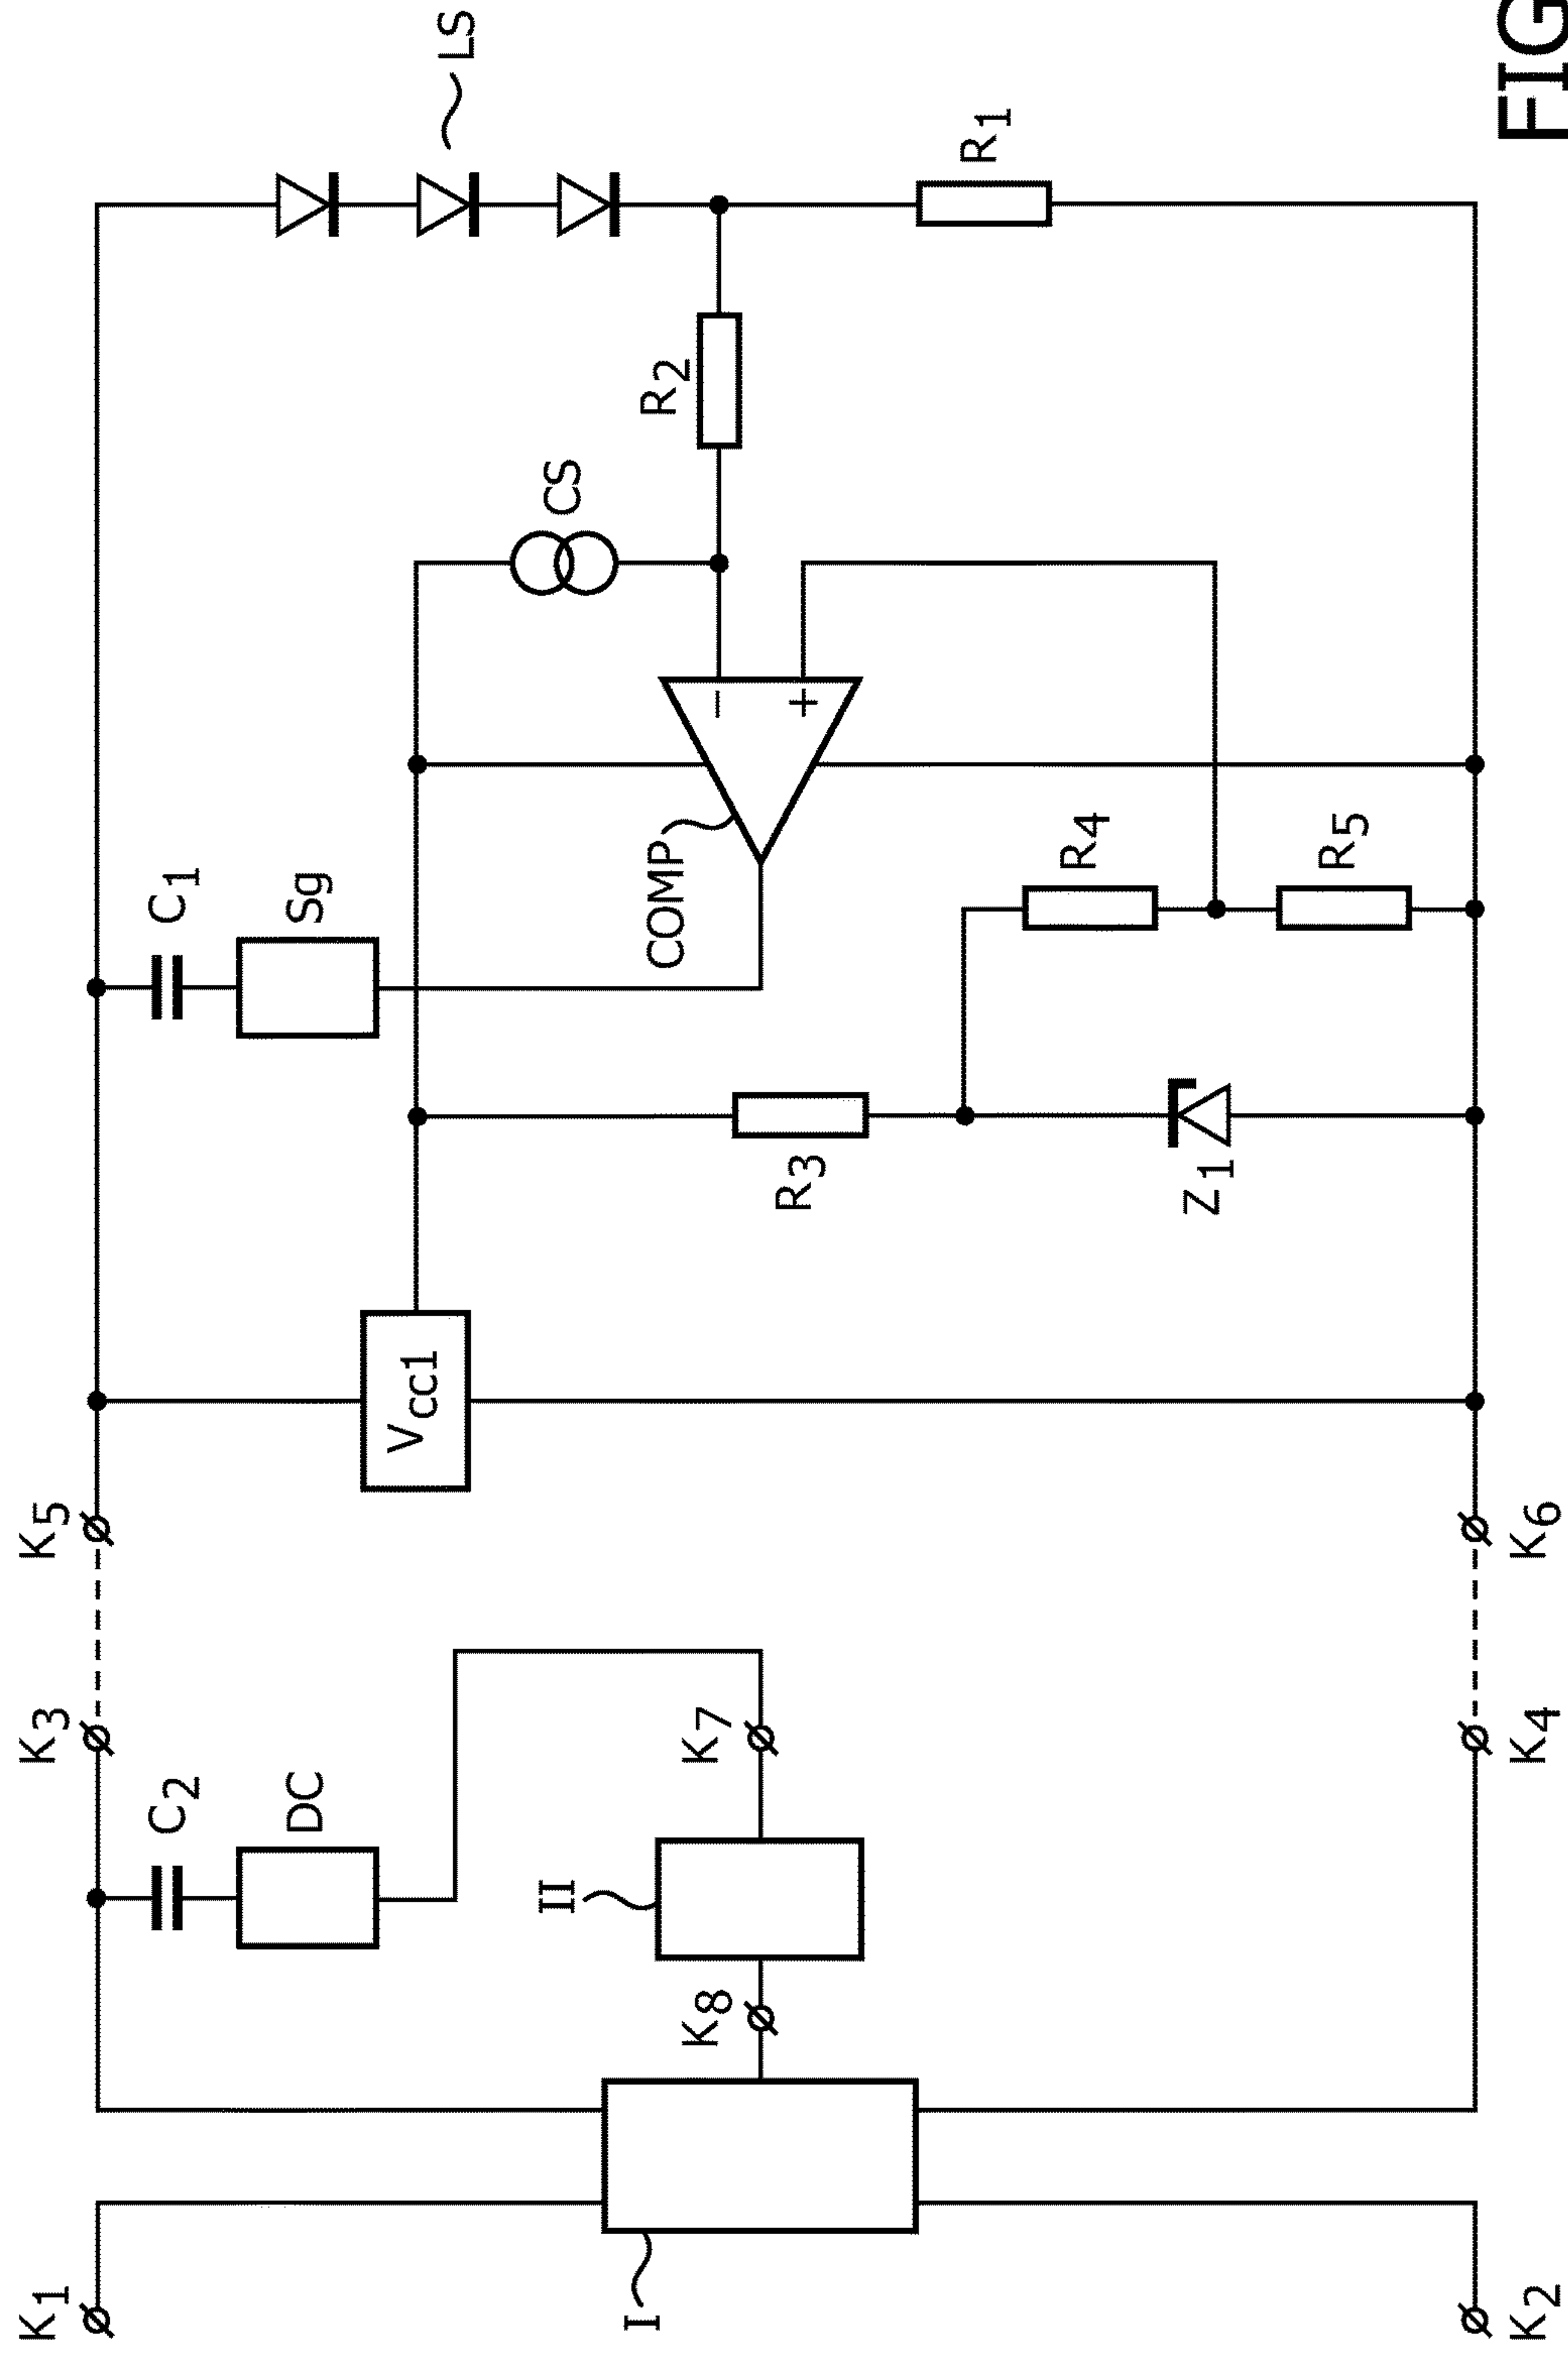 LS
R1
R2
CS
− +
COMP
C1
Sg
R4
R5
R3
Z1
VCC1
K5
K6
K3
K4
C2
DC
K7
II
K8
I
K1
K2
FIG